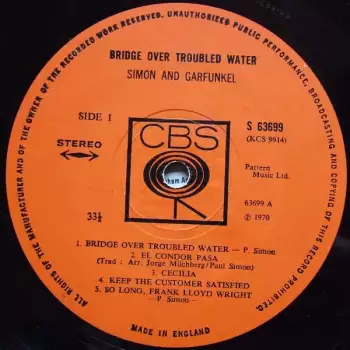 ALL RIGHTS OF THE MANUFACTURER AND OF THE OWNER OF THE RECORDED WORK RESERVED. UNAUTHORISED PUBLIC PERFORMANCE, BROADCASTING AND COPYING OF THIS RECORD PROHIBITED.
BRIDGE OVER TROUBLED WATER
SIMON AND GARFUNKEL
SIDE 1
CBS
S 63699
(KCS 9914)
STEREO
Pattern
Music Ltd.
33⅓
63699 A
℗ 1970
1. BRIDGE OVER TROUBLED WATER — P. Simon
2. EL CONDOR PASA
(Trad : Arr. Jorge Milchberg/Paul Simon)
3. CECILIA
4. KEEP THE CUSTOMER SATISFIED
5. SO LONG, FRANK LLOYD WRIGHT
— P. Simon —
MADE IN ENGLAND